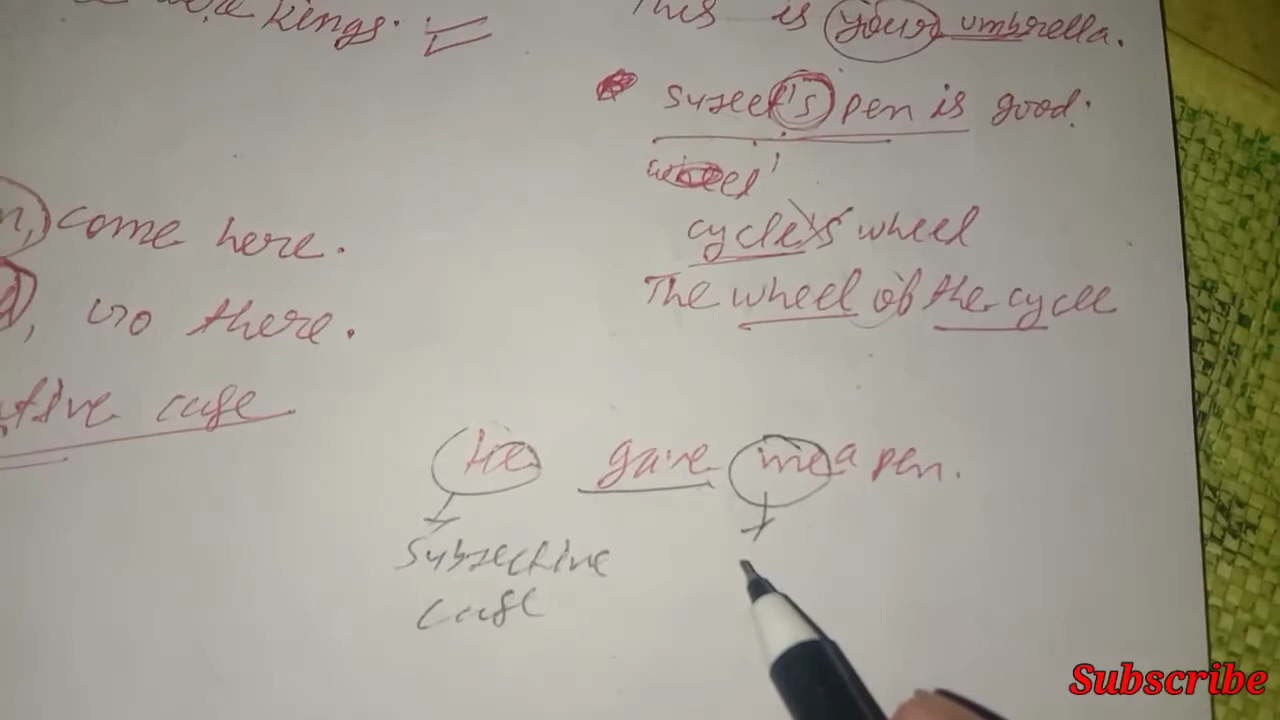 kings.
This is your umbrella.
Sujeet's pen is good.
cycle's wheel
The wheel of the cycle
come here.
Go there.
case
He gave me a pen.
Subjective
case
Subscribe